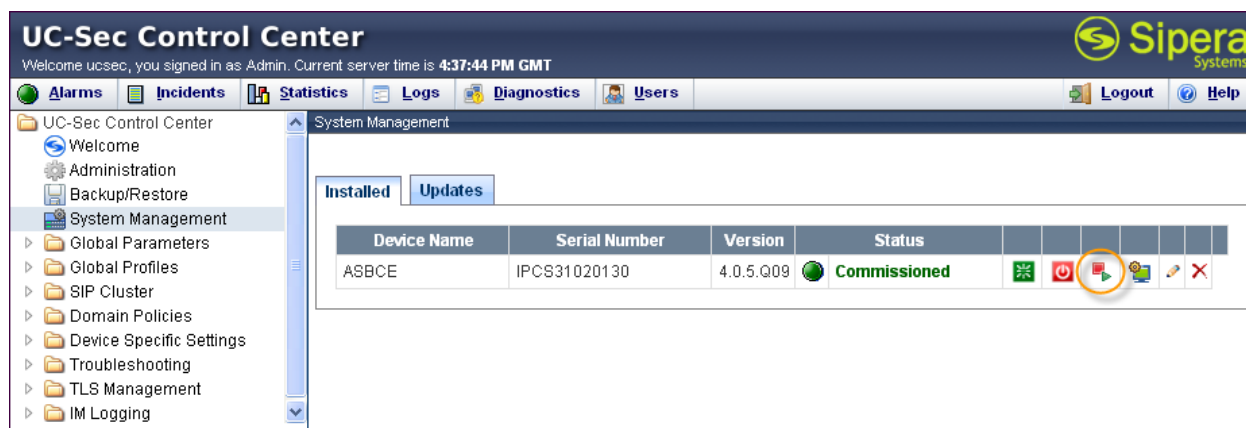 UC-Sec Control Center
Sipera
Systems
Welcome ucsec, you signed in as Admin. Current server time is 4:37:44 PM GMT
Alarms Incidents Statistics Logs Diagnostics Users Logout Help
UC-Sec Control Center
Welcome
Administration
Backup/Restore
System Management
Global Parameters
Global Profiles
SIP Cluster
Domain Policies
Device Specific Settings
Troubleshooting
TLS Management
IM Logging
System Management
Installed Updates
Device Name Serial Number Version Status
ASBCE IPCS31020130 4.0.5.Q09 Commissioned